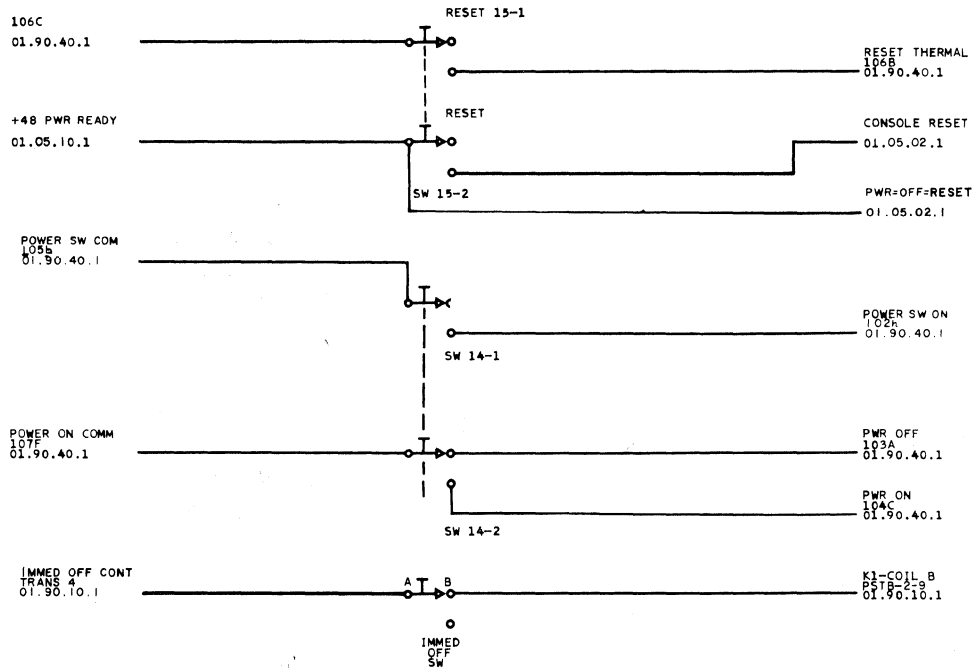 106C
01.90.40.1
RESET 15-1
RESET THERMAL
106B
01.90.40.1
+48 PWR READY
01.05.10.1
RESET
CONSOLE RESET
01.05.02.1
SW 15-2
PWR=OFF=RESET
01.05.02.1
POWER SW COM
105b
01.90.40.1
POWER SW ON
102h
01.90.40.1
SW 14-1
POWER ON COMM
107F
01.90.40.1
PWR OFF
103A
01.90.40.1
PWR ON
104C
01.90.40.1
SW 14-2
IMMED OFF CONT
TRANS 4
01.90.10.1
A B
K1-COIL B
PSTB-2-9
01.90.10.1
IMMED
OFF
SW